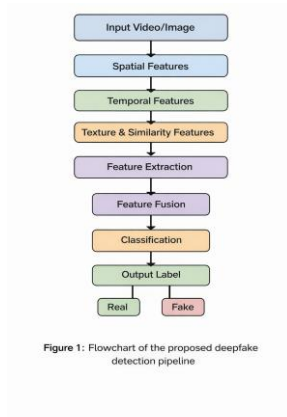 Input Video/Image
Spatial Features
Temporal Features
Texture & Similarity Features
Feature Extraction
Feature Fusion
Classification
Output Label
Real Fake
Figure 1: Flowchart of the proposed deepfake
detection pipeline